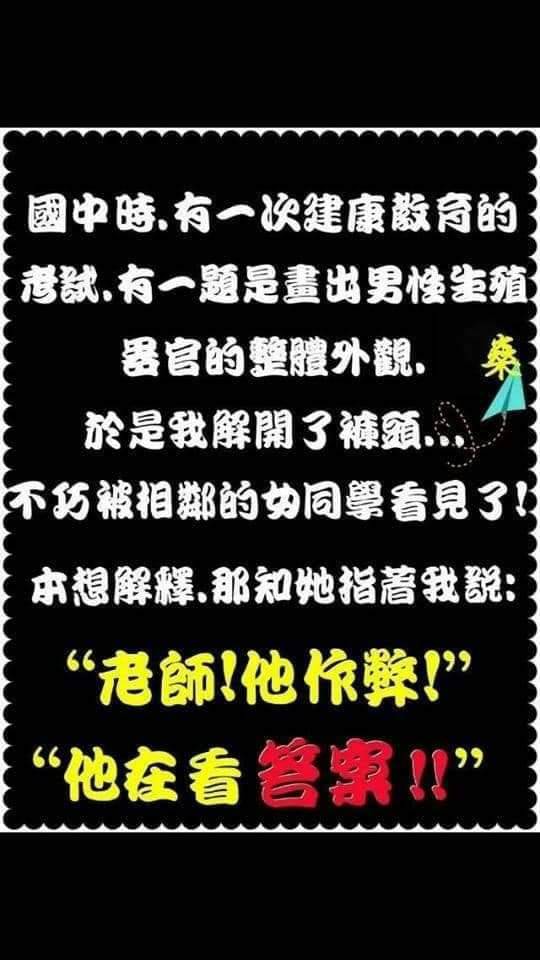 國中時.有一次建康教育的
考試.有一題是畫出男性生殖
器官的整體外觀.
於是我解開了褲頭...
不巧被相鄰的女同學看見了!
本想解釋.那知她指著我說:
“老師!他作弊!”
“他在看答案!!”